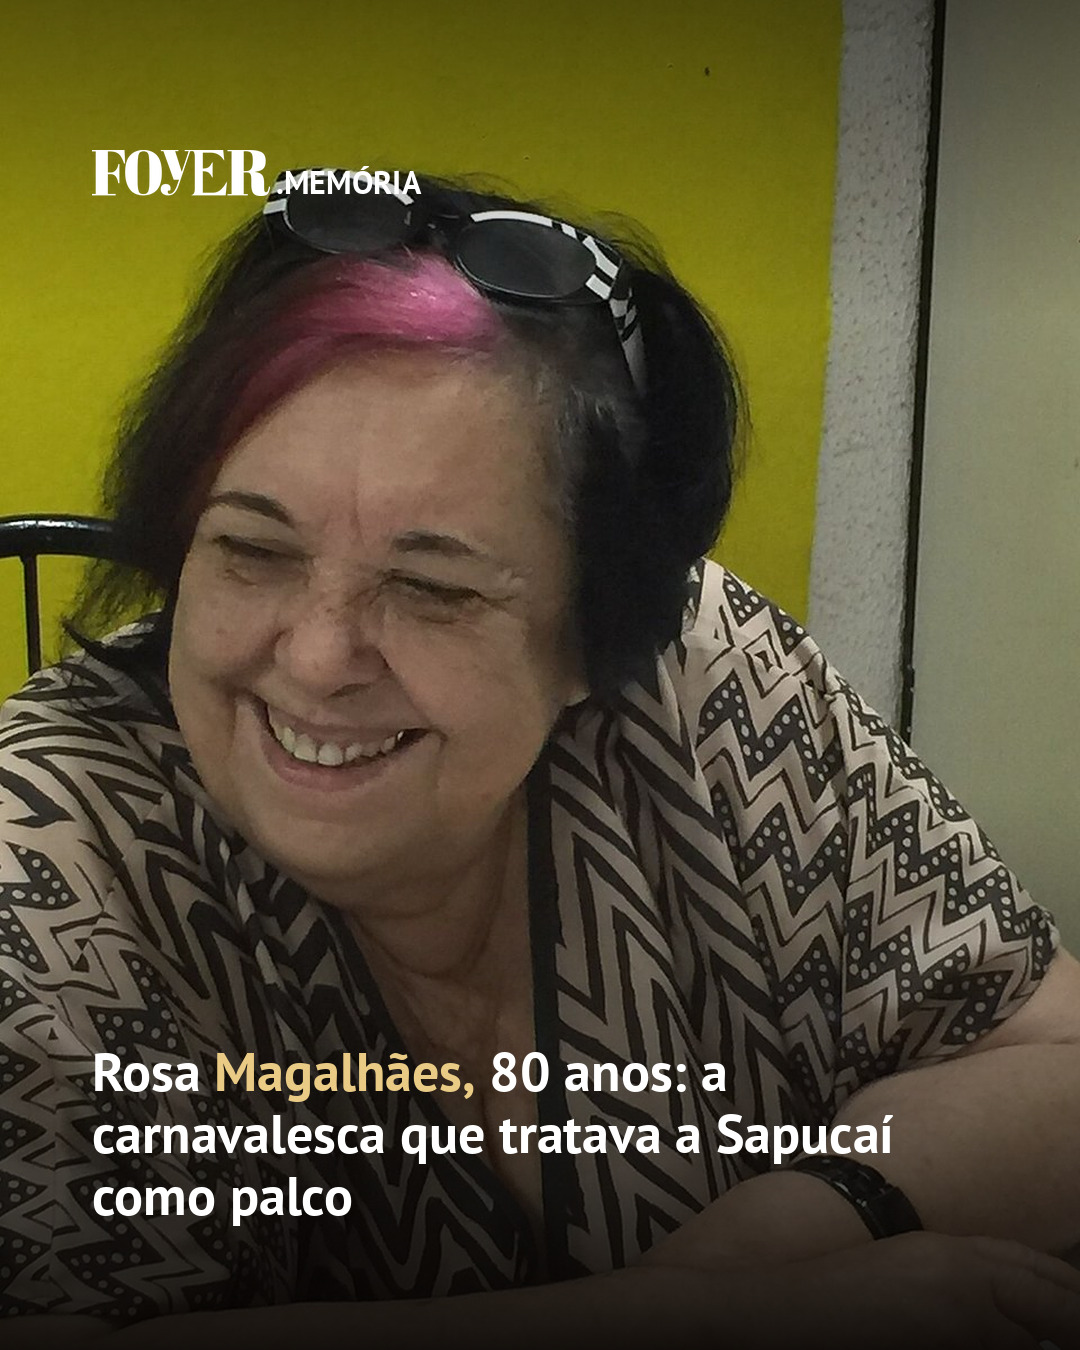 FOYER .MEMÓRIA
Rosa Magalhães, 80 anos: a
carnavalesca que tratava a Sapucaí
como palco